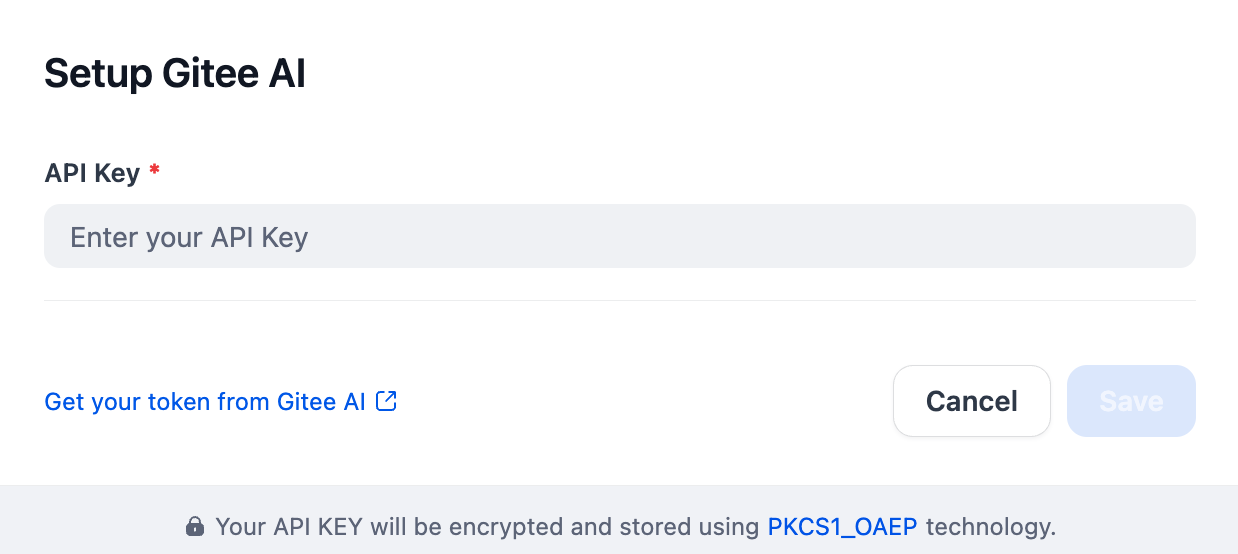 Setup Gitee AI
API Key *
Enter your API Key
Get your token from Gitee AI
Cancel
Save
Your API KEY will be encrypted and stored using PKCS1_OAEP technology.